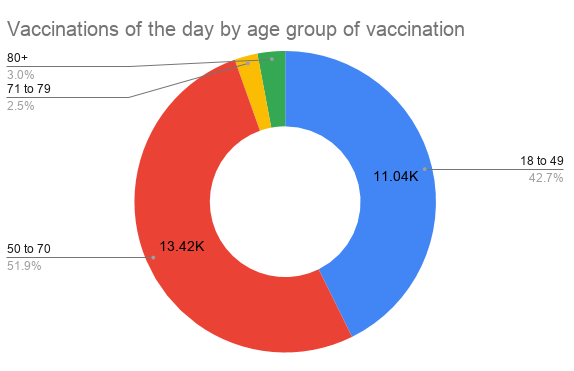 Vaccinations of the day by age group of vaccination
80+
3.0%
71 to 79
2.5%
18 to 49
42.7%
11.04K
13.42K
50 to 70
51.9%